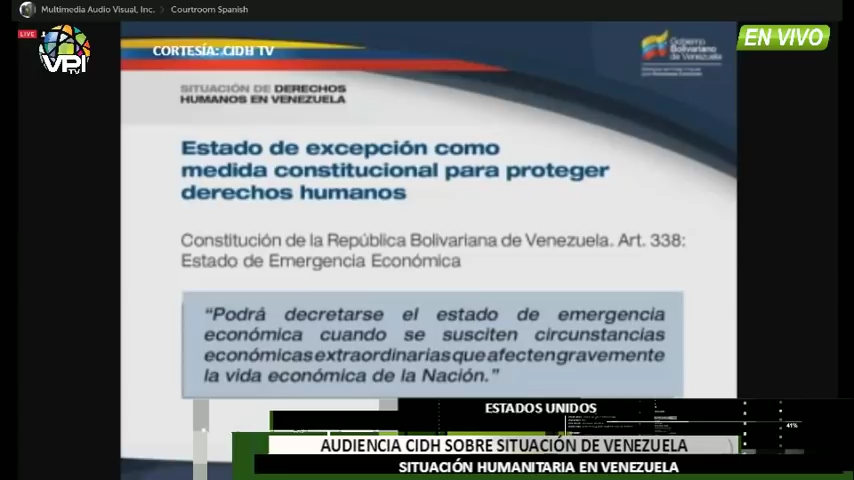 Multimedia Audio Visual, Inc. > Courtroom Spanish
LIVE
VPI
TV
CORTESÍA: CIDH TV
Gobierno
Bolivariano
de Venezuela
EN VIVO
SITUACIÓN DE DERECHOS
HUMANOS EN VENEZUELA
Estado de excepción como
medida constitucional para proteger
derechos humanos
Constitución de la República Bolivariana de Venezuela. Art. 338:
Estado de Emergencia Económica
“Podrá decretarse el estado de emergencia
económica cuando se susciten circunstancias
económicas extraordinarias que afecten gravemente
la vida económica de la Nación.”
ESTADOS UNIDOS
41%
AUDIENCIA CIDH SOBRE SITUACIÓN DE VENEZUELA
SITUACIÓN HUMANITARIA EN VENEZUELA